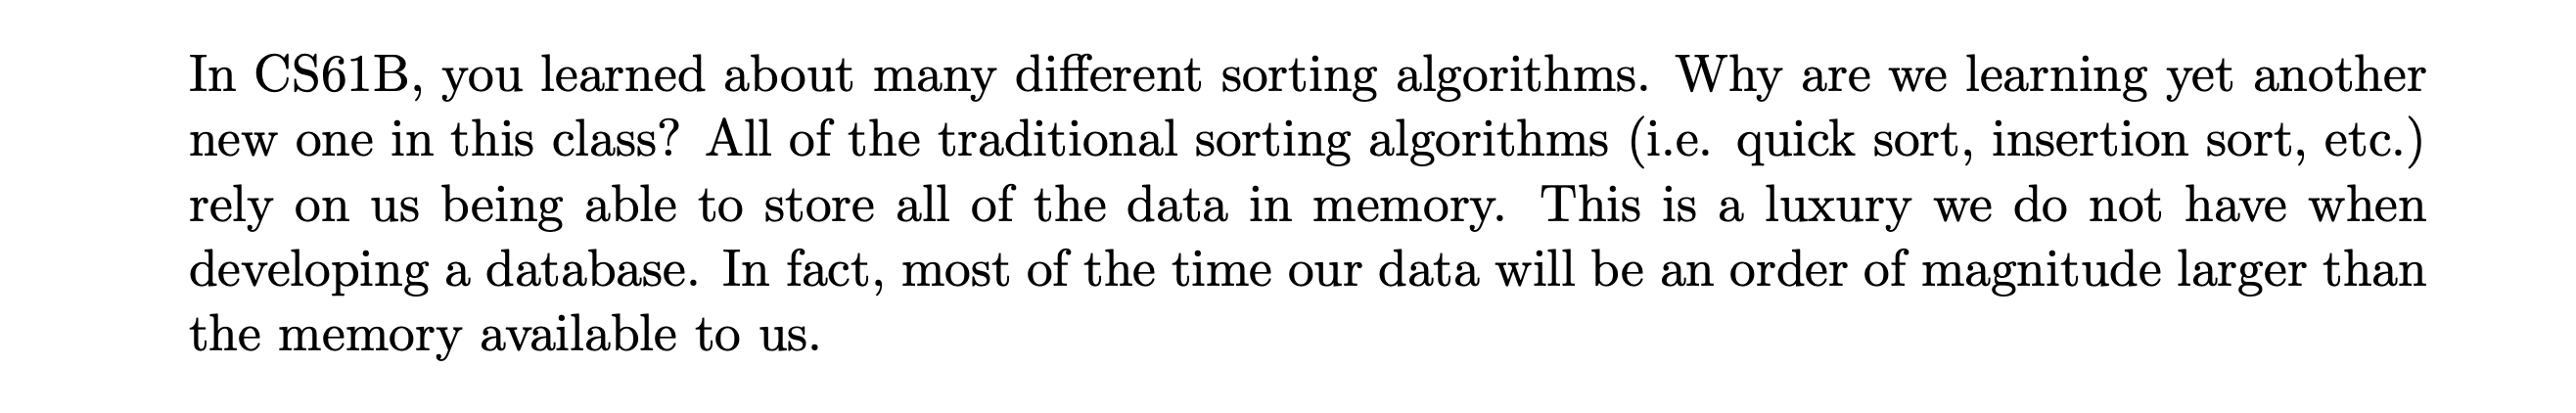 In CS61B, you learned about many different sorting algorithms. Why are we learning yet another
new one in this class? All of the traditional sorting algorithms (i.e. quick sort, insertion sort, etc.)
rely on us being able to store all of the data in memory. This is a luxury we do not have when
developing a database. In fact, most of the time our data will be an order of magnitude larger than
the memory available to us.